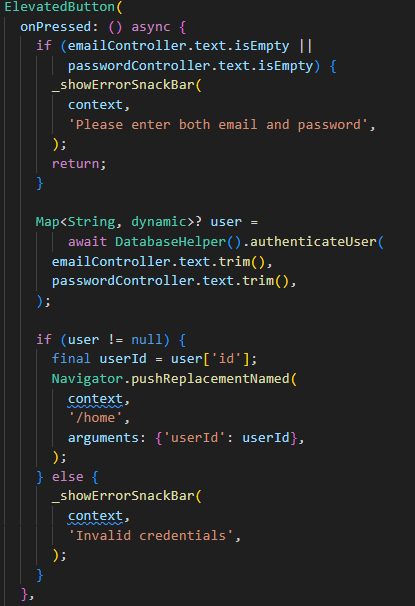 ElevatedButton(
  onPressed: () async {
    if (emailController.text.isEmpty ||
        passwordController.text.isEmpty) {
      _showErrorSnackBar(
        context,
        'Please enter both email and password',
      );
      return;
    }

    Map<String, dynamic>? user =
        await DatabaseHelper().authenticateUser(
      emailController.text.trim(),
      passwordController.text.trim(),
    );

    if (user != null) {
      final userId = user['id'];
      Navigator.pushReplacementNamed(
        context,
        '/home',
        arguments: {'userId': userId},
      );
    } else {
      _showErrorSnackBar(
        context,
        'Invalid credentials',
      );
    }
  },